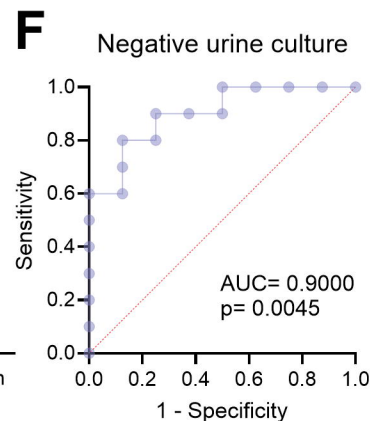 F
Negative urine culture
1.0
0.8
0.6
0.4
0.2
0.0
Sensitivity
AUC= 0.9000
p= 0.0045
0.0 0.2 0.4 0.6 0.8 1.0
1 - Specificity